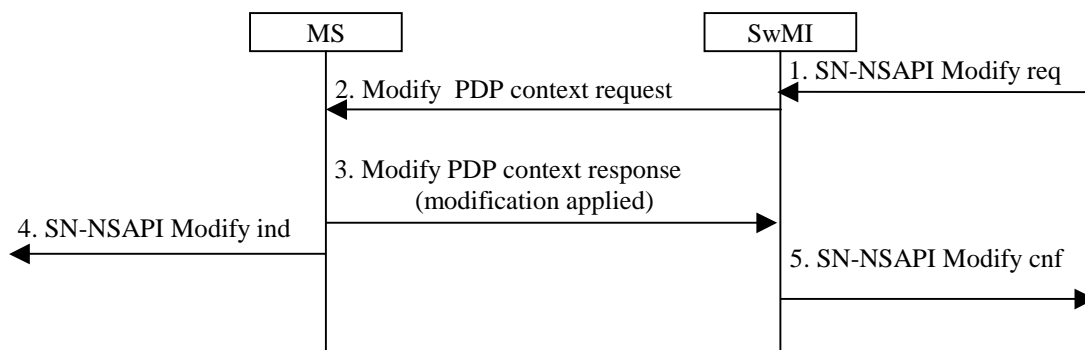 MS
SwMI
1. SN-NSAPI Modify req
2. Modify PDP context request
3. Modify PDP context response
(modification applied)
4. SN-NSAPI Modify ind
5. SN-NSAPI Modify cnf